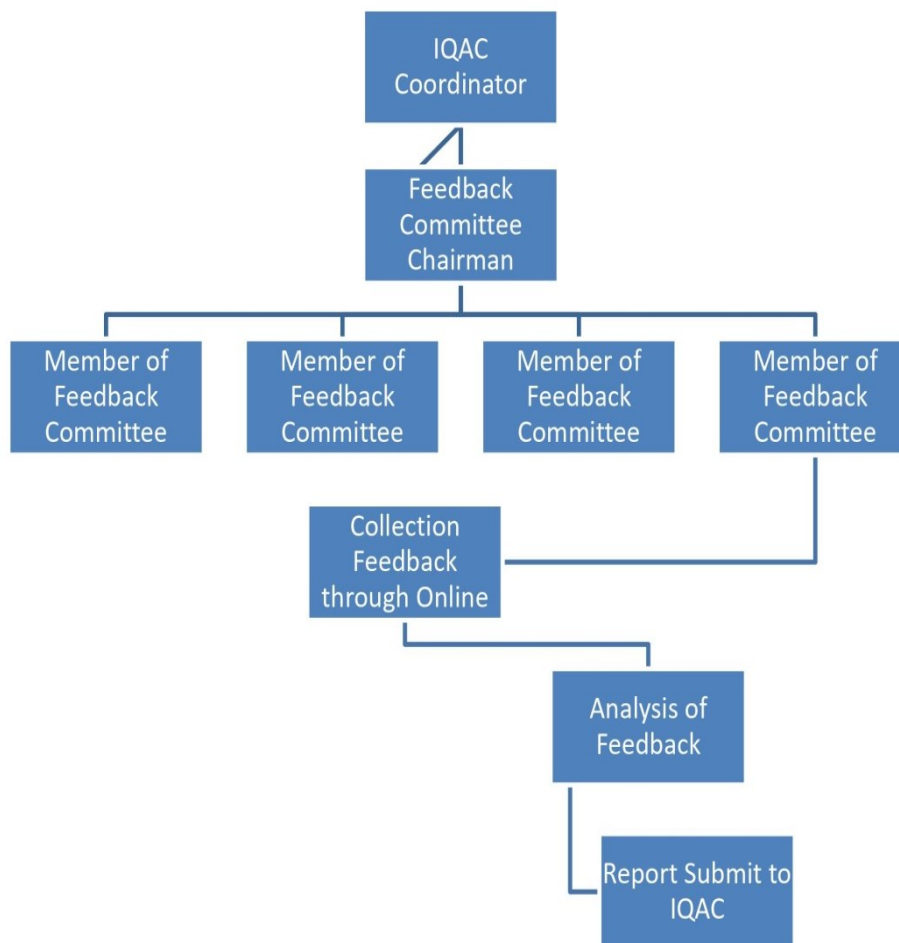 IQAC
Coordinator
Feedback
Committee
Chairman
Member of
Feedback
Committee
Member of
Feedback
Committee
Member of
Feedback
Committee
Member of
Feedback
Committee
Collection
Feedback
through Online
Analysis of
Feedback
Report Submit to
IQAC